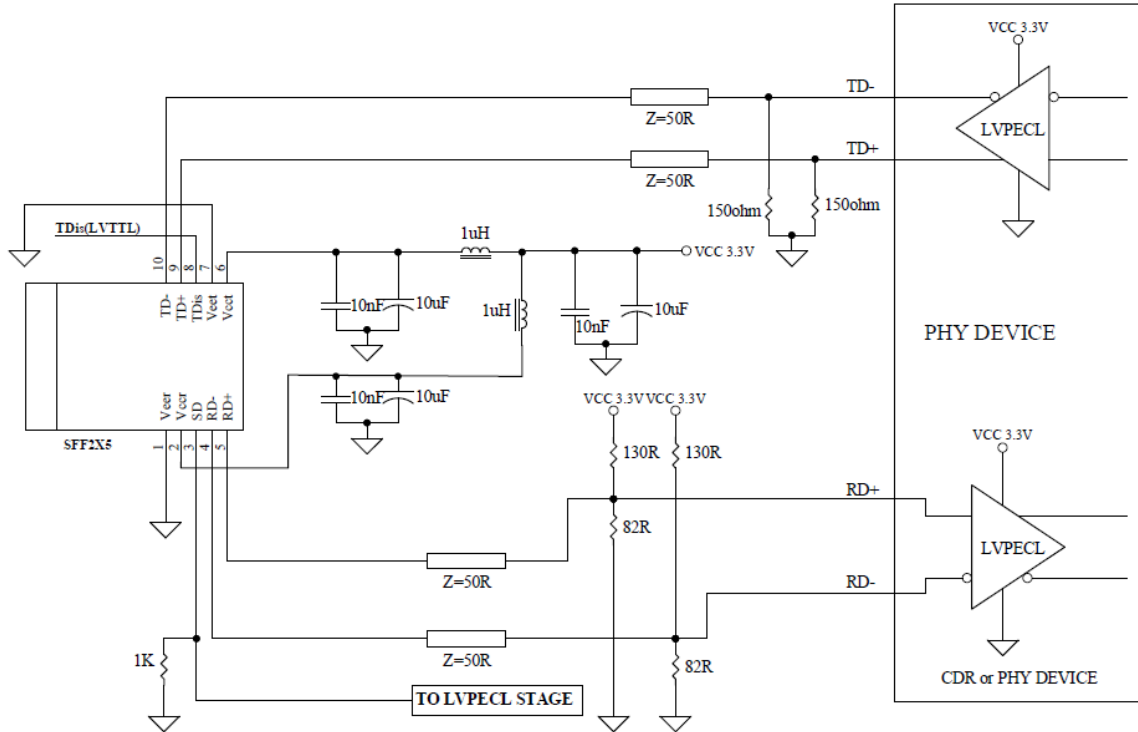 VCC 3.3V
TD-
Z=50R
LVPECL
TD+
Z=50R
150ohm
150ohm
TDis(LVTTL)
1uH
VCC 3.3V
10
9
8
7
6
TD-
TD+
TDis
Veet
Vcct
10nF
10uF
1uH
10nF
10uF
PHY DEVICE
Veer
Vccr
SD
RD-
RD+
10nF
10uF
VCC 3.3V
VCC 3.3V
SFF2X5
1
2
3
4
5
130R
130R
VCC 3.3V
RD+
82R
LVPECL
Z=50R
RD-
1K
Z=50R
82R
TO LVPECL STAGE
CDR or PHY DEVICE